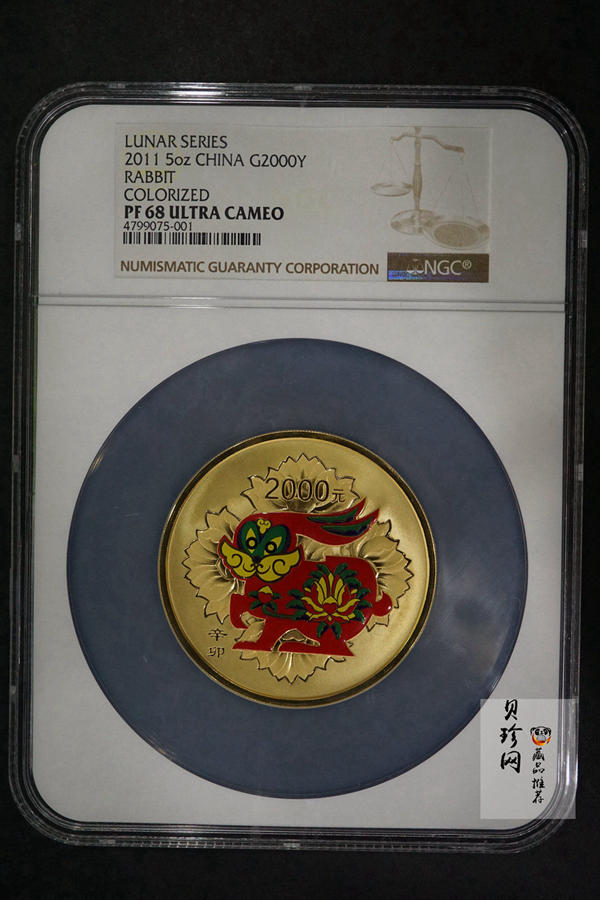 LUNAR SERIES
2011 5oz CHINA G2000Y
RABBIT
COLORIZED
PF 68 ULTRA CAMEO
4799075-001
NUMISMATIC GUARANTY CORPORATION
NGC®
2000元
辛
卯
贝珍网
藏品推荐